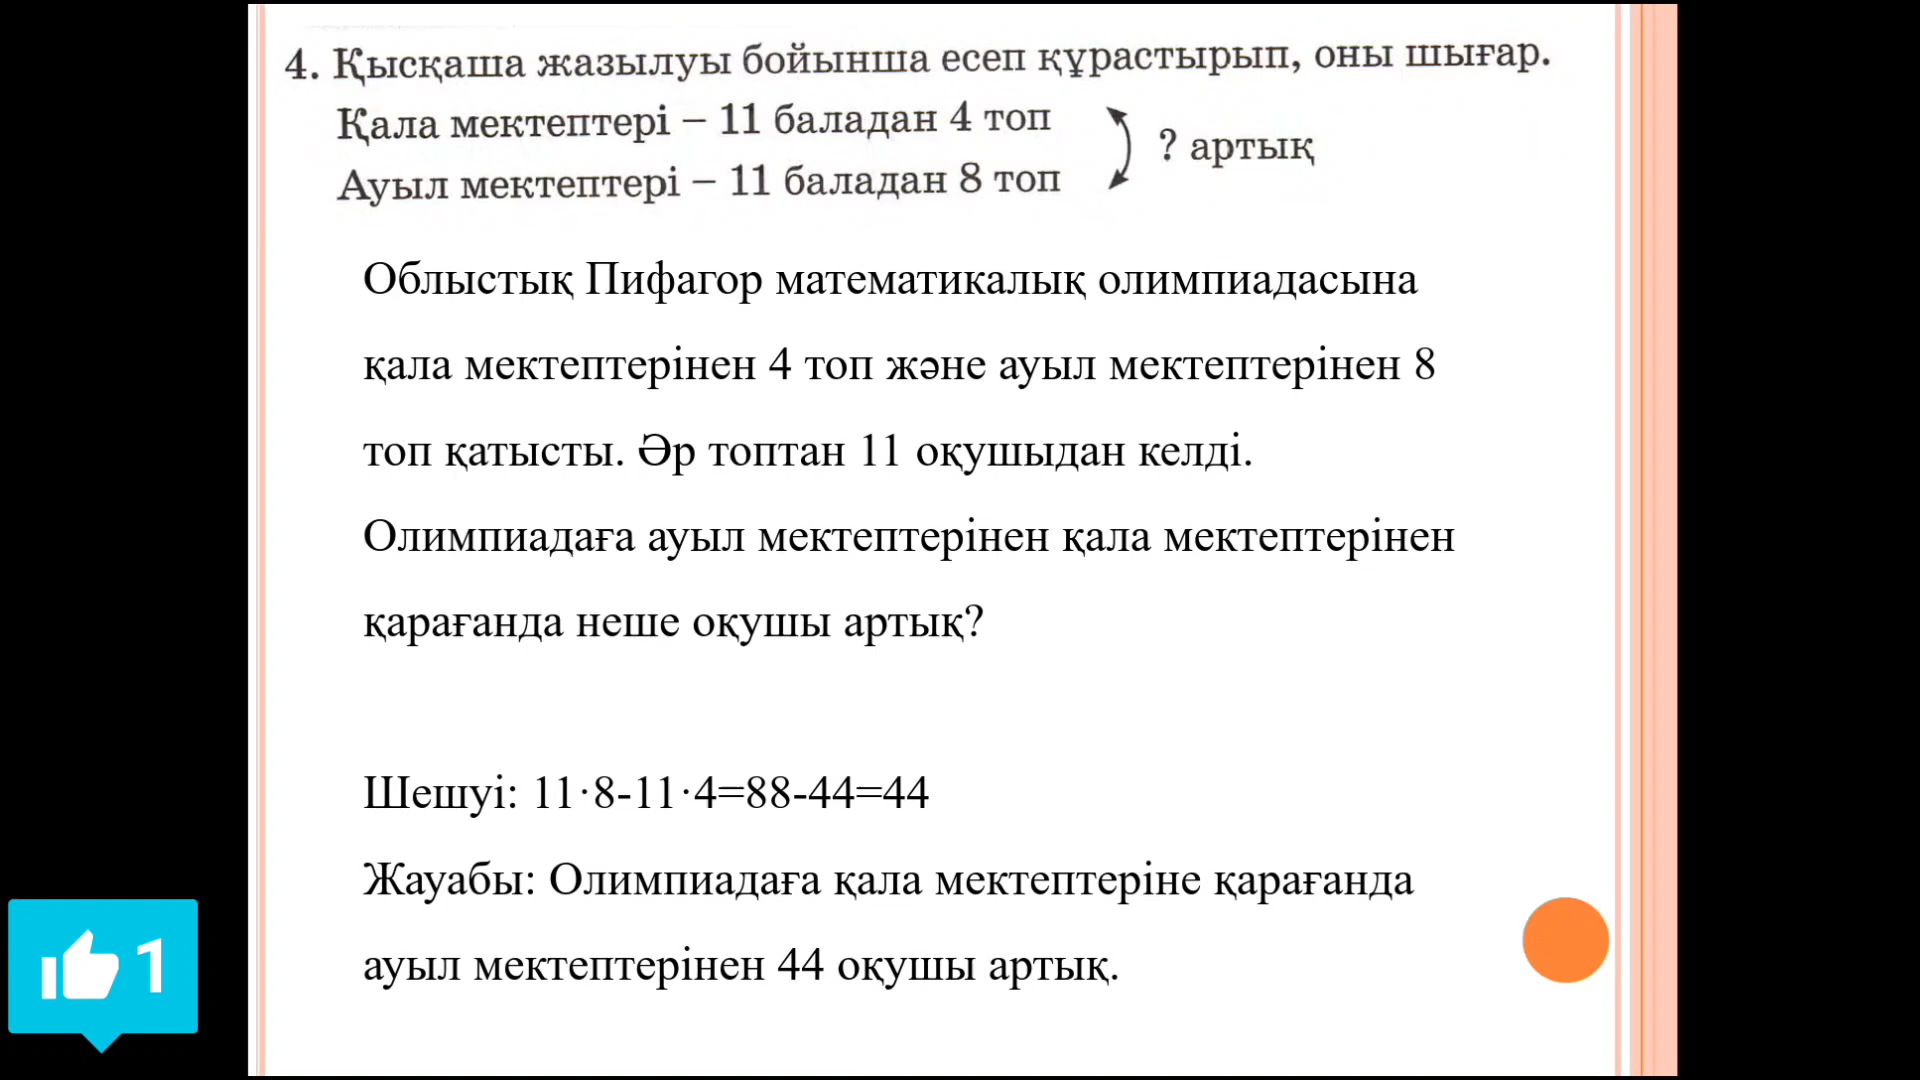 4. Қысқаша жазылуы бойынша есеп құрастырып, оны шығар.
Қала мектептері – 11 баладан 4 топ
? артық
Ауыл мектептері – 11 баладан 8 топ
Облыстық Пифагор математикалық олимпиадасына
қала мектептерінен 4 топ және ауыл мектептерінен 8
топ қатысты. Әр топтан 11 оқушыдан келді.
Олимпиадаға ауыл мектептерінен қала мектептерінен
қарағанда неше оқушы артық?
Шешуі: 11·8-11·4=88-44=44
Жауабы: Олимпиадаға қала мектептеріне қарағанда
ауыл мектептерінен 44 оқушы артық.
1